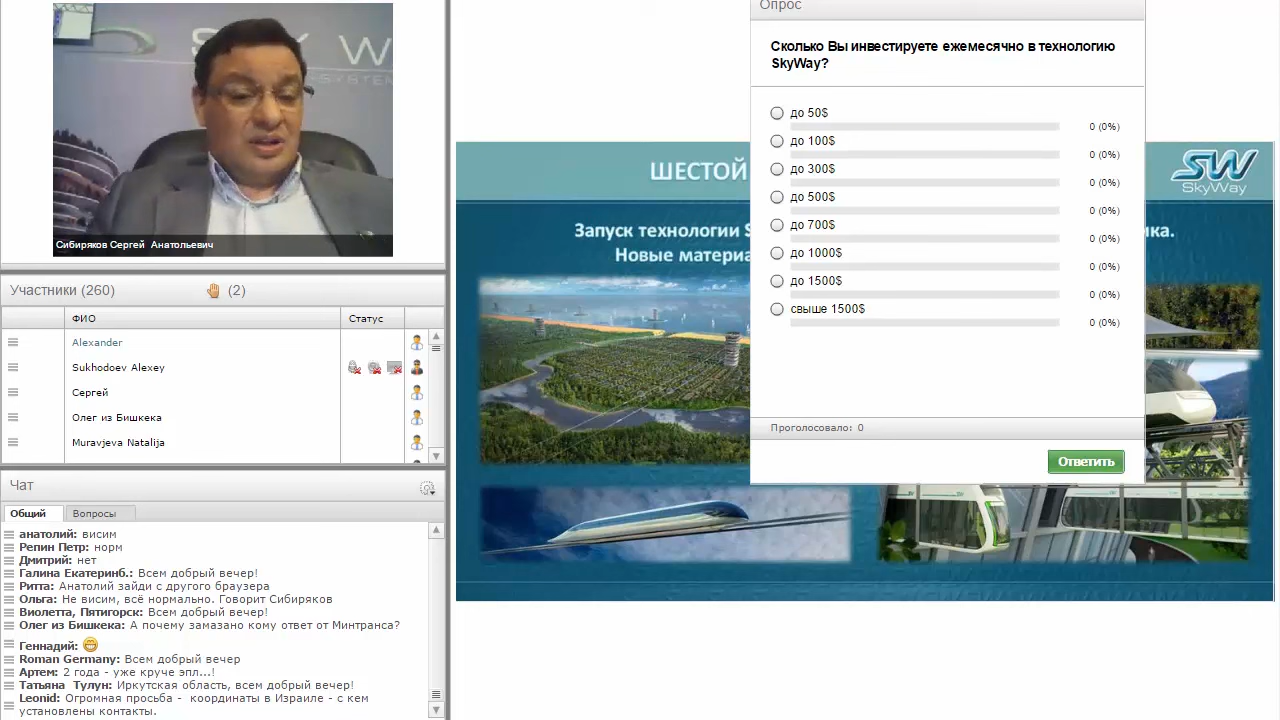 SKY W
SYSTEM
Сибиряков Сергей Анатольевич
Участники (260)
(2)
ФИО
Статус
Alexander
Sukhodoev Alexey
Сергей
Олег из Бишкека
Muravjeva Natalija
Чат
Общий
Вопросы
анатолий: висим
Репин Петр: норм
Дмитрий: нет
Галина Екатеринб.: Всем добрый вечер!
Ритта: Анатолий зайди с другого браузера
Ольга: Не висим, всё нормально. Говорит Сибиряков
Виолетта, Пятигорск: Всем добрый вечер!
Олег из Бишкека: А почему замазано кому ответ от Минтранса?
Геннадий:
Roman Germany: Всем добрый вечер
Артем: 2 года - уже круче эпл...!
Татьяна Тулун: Иркутская область, всем добрый вечер!
Leonid: Огромная просьба - координаты в Израиле - с кем
установлены контакты.
Опрос
Сколько Вы инвестируете ежемесячно в технологию
SkyWay?
до 50$
0 (0%)
до 100$
0 (0%)
до 300$
0 (0%)
до 500$
0 (0%)
до 700$
0 (0%)
до 1000$
0 (0%)
до 1500$
0 (0%)
свыше 1500$
0 (0%)
Проголосовало: 0
Ответить
ШЕСТОЙ
SW
SkyWay
Запуск технологии S
ка.
Новые материа